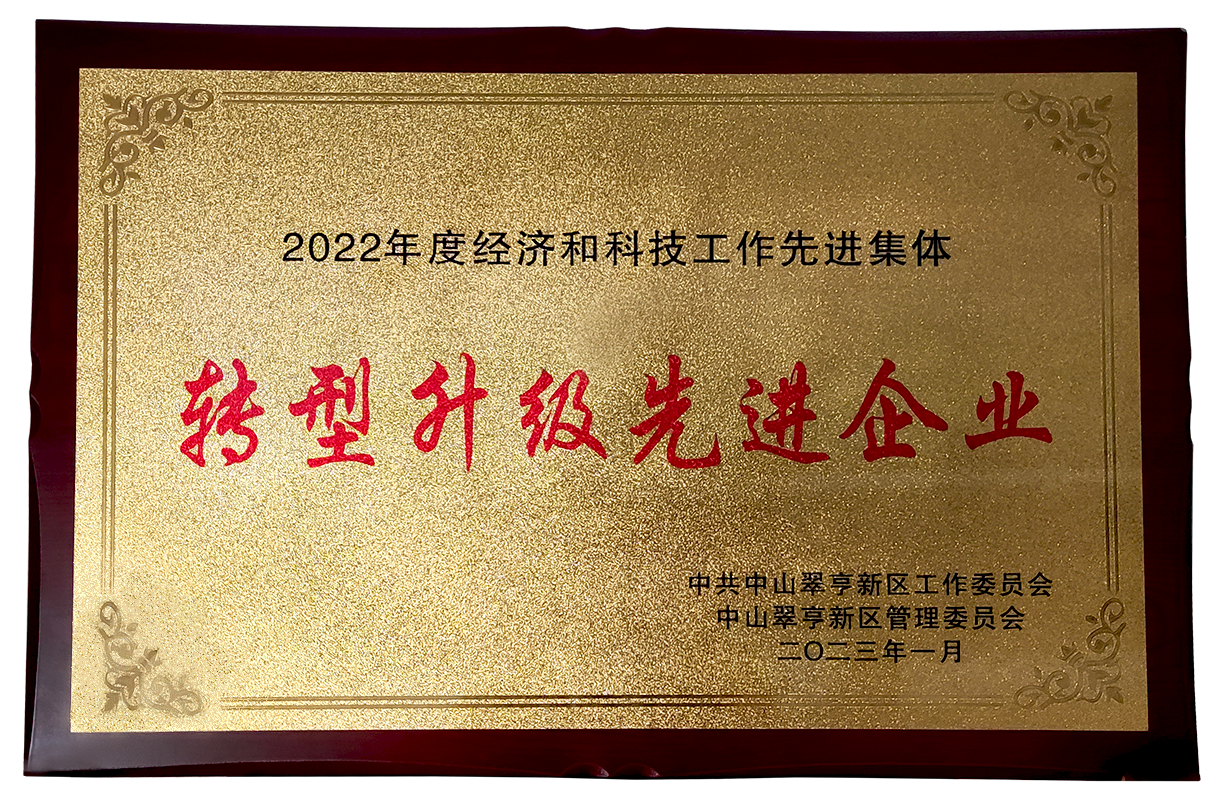 2022年度经济和科技工作先进集体
转型升级先进企业
中共中山翠亨新区工作委员会
中山翠亨新区管理委员会
二〇二三年一月